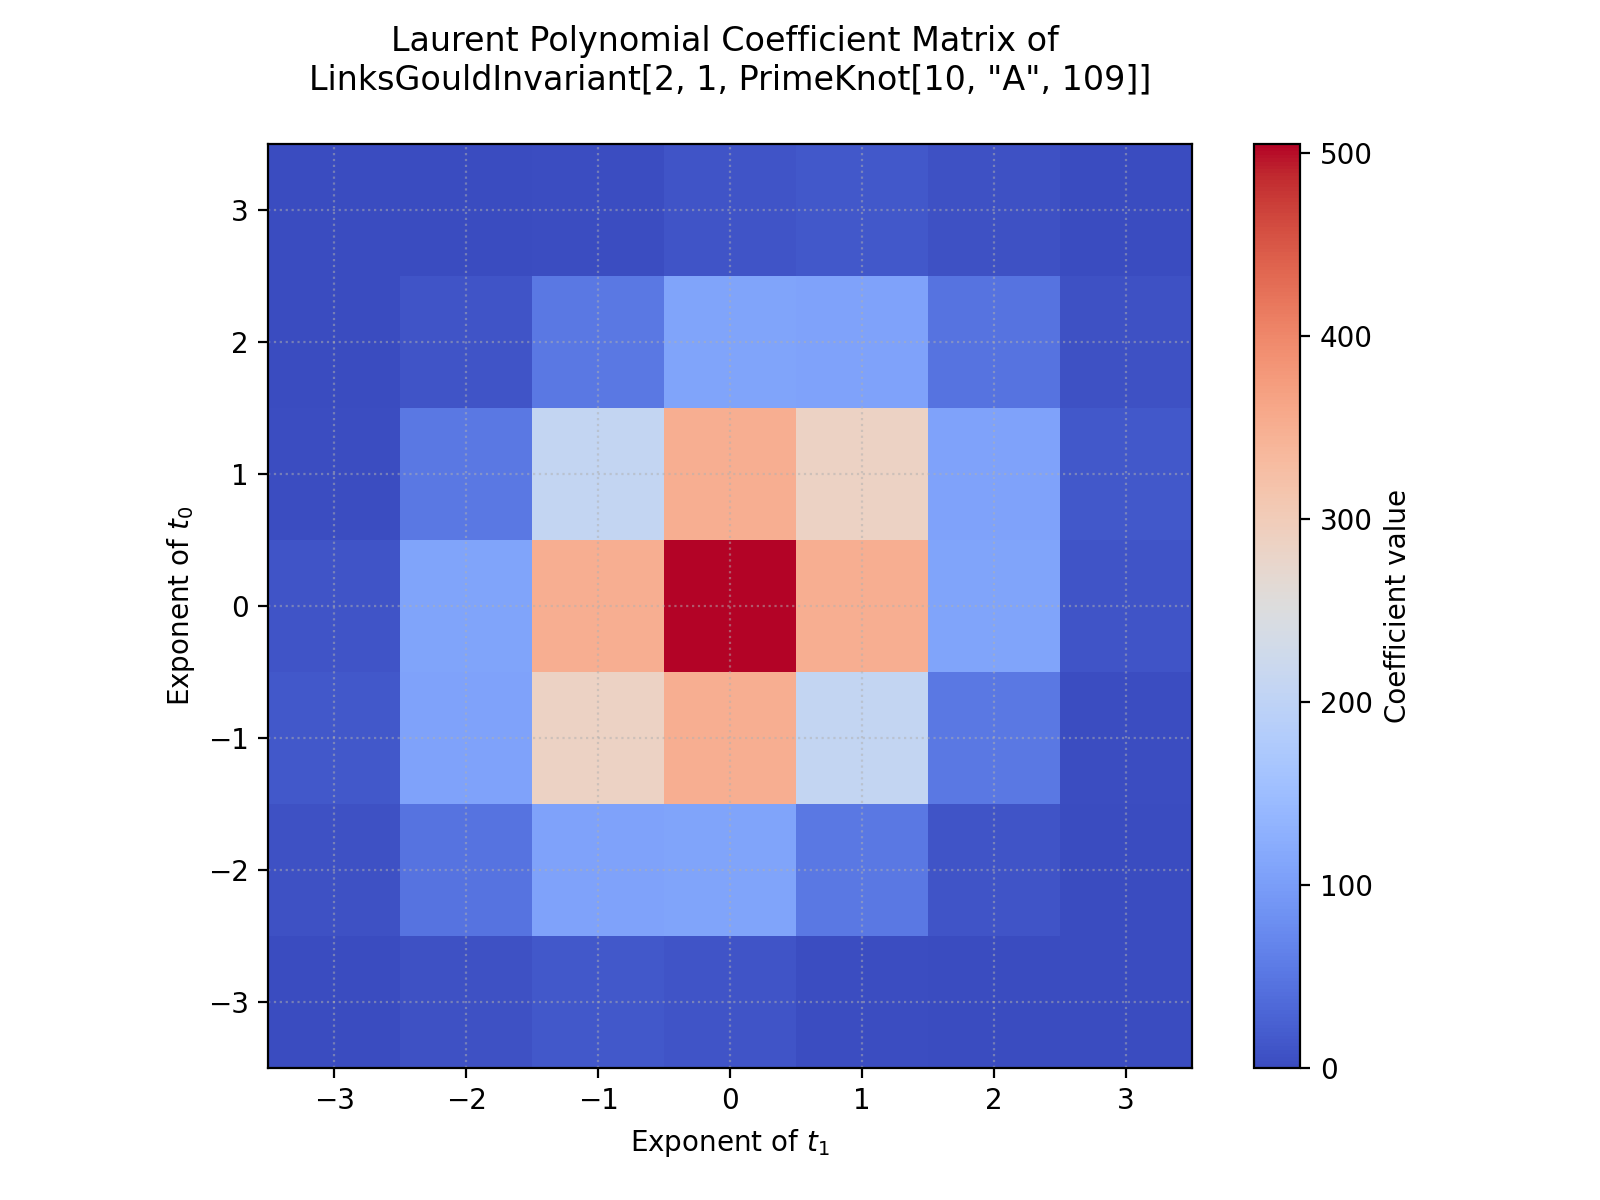 Laurent Polynomial Coefficient Matrix of
LinksGouldInvariant[2, 1, PrimeKnot[10, "A", 109]]
3
2
1
0
−1
−2
−3
Exponent of t₀
−3 −2 −1 0 1 2 3
Exponent of t₁
500
400
300
200
100
0
Coefficient value